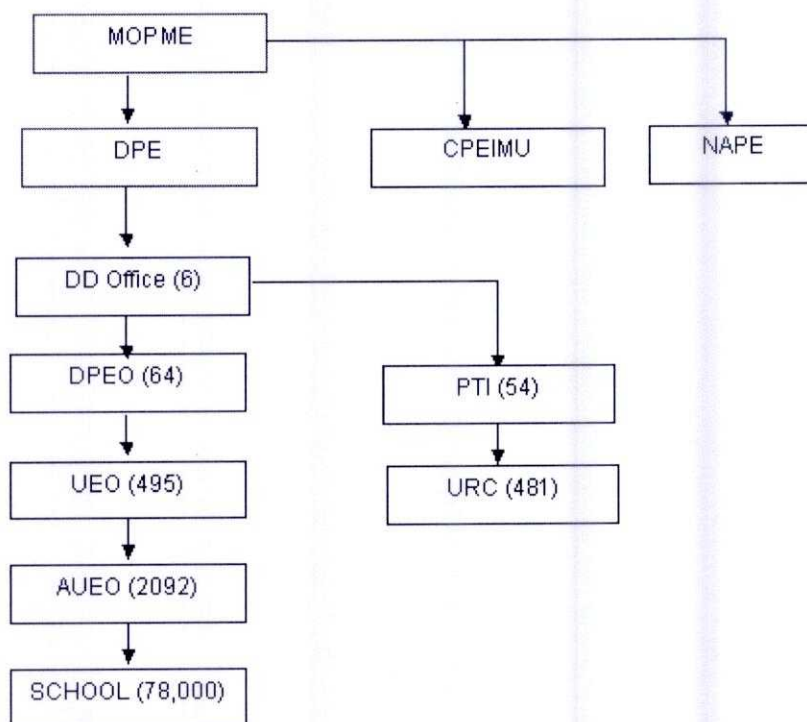 MOPME
DPE
CPEIMU
NAPE
DD Office (6)
DPEO (64)
PTI (54)
UEO (495)
URC (481)
AUEO (2092)
SCHOOL (78,000)